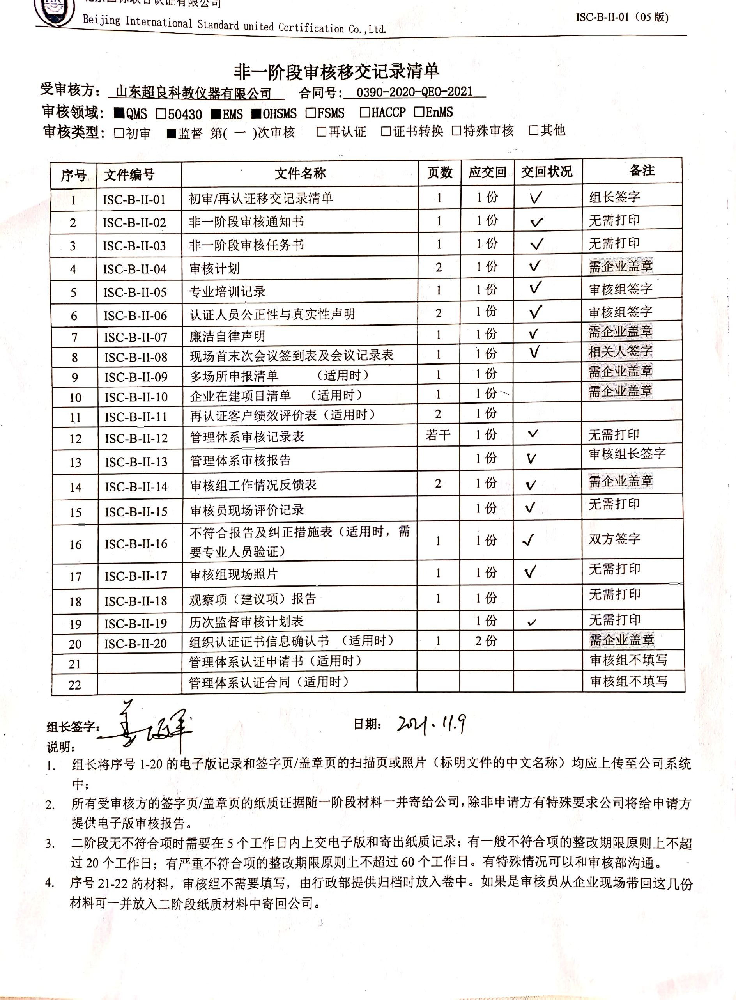 北京国标联合认证有限公司
Beijing International Standard united Certification Co.,Ltd.
ISC-B-II-01（05 版)
非一阶段审核移交记录清单
受审核方： 山东超良科教仪器有限公司 合同号: 0390-2020-QEO-2021
审核领域：■QMS □50430 ■EMS ■OHSMS □FSMS □HACCP □EnMS
审核类型：□初审 ■监督 第( 一 )次审核 □再认证 □证书转换 □特殊审核 □其他
序号 文件编号 文件名称 页数 应交回 交回状况 备注
1 ISC-B-II-01 初审/再认证移交记录清单 1 1 份 ✓ 组长签字
2 ISC-B-II-02 非一阶段审核通知书 1 1 份 ✓ 无需打印
3 ISC-B-II-03 非一阶段审核任务书 1 1 份 ✓ 无需打印
4 ISC-B-II-04 审核计划 2 1 份 ✓ 需企业盖章
5 ISC-B-II-05 专业培训记录 1 1 份 ✓ 审核组签字
6 ISC-B-II-06 认证人员公正性与真实性声明 2 1 份 ✓ 审核组签字
7 ISC-B-II-07 廉洁自律声明 1 1 份 ✓ 需企业盖章
8 ISC-B-II-08 现场首末次会议签到表及会议记录表 1 1 份 ✓ 相关人签字
9 ISC-B-II-09 多场所申报清单 （适用时） 1 1 份 需企业盖章
10 ISC-B-II-10 企业在建项目清单 （适用时） 1 1 份 需企业盖章
11 ISC-B-II-11 再认证客户绩效评价表（适用时） 2 1 份
12 ISC-B-II-12 管理体系审核记录表 若干 1 份 ✓ 无需打印
13 ISC-B-II-13 管理体系审核报告 1 份 ✓ 审核组长签字
14 ISC-B-II-14 审核组工作情况反馈表 2 1 份 ✓ 需企业盖章
15 ISC-B-II-15 审核员现场评价记录 1 份 ✓ 无需打印
16 ISC-B-II-16 不符合报告及纠正措施表（适用时，需 1 1 份 ✓ 双方签字
要专业人员验证）
17 ISC-B-II-17 审核组现场照片 1 1 份 ✓ 无需打印
18 ISC-B-II-18 观察项（建议项）报告 1 1 份 无需打印
19 ISC-B-II-19 历次监督审核计划表 1 份 ✓ 无需打印
20 ISC-B-II-20 组织认证证书信息确认书 （适用时） 1 2 份 需企业盖章
21 管理体系认证申请书（适用时） 审核组不填写
22 管理体系认证合同（适用时） 审核组不填写
组长签字: 日期: 2021.11.9
说明:
1. 组长将序号 1-20 的电子版记录和签字页/盖章页的扫描页或照片（标明文件的中文名称）均应上传至公司系统
中；
2. 所有受审核方的签字页/盖章页的纸质证据随一阶段材料一并寄给公司,除非申请方有特殊要求公司将给申请方
提供电子版审核报告。
3. 二阶段无不符合项时需要在 5 个工作日内上交电子版和寄出纸质记录；有一般不符合项的整改期限原则上不超
过 20 个工作日；有严重不符合项的整改期限原则上不超过 60 个工作日。有特殊情况可以和审核部沟通。
4. 序号 21-22 的材料，审核组不需要填写，由行政部提供归档时放入卷中。如果是审核员从企业现场带回这几份
材料可一并放入二阶段纸质材料中寄回公司。